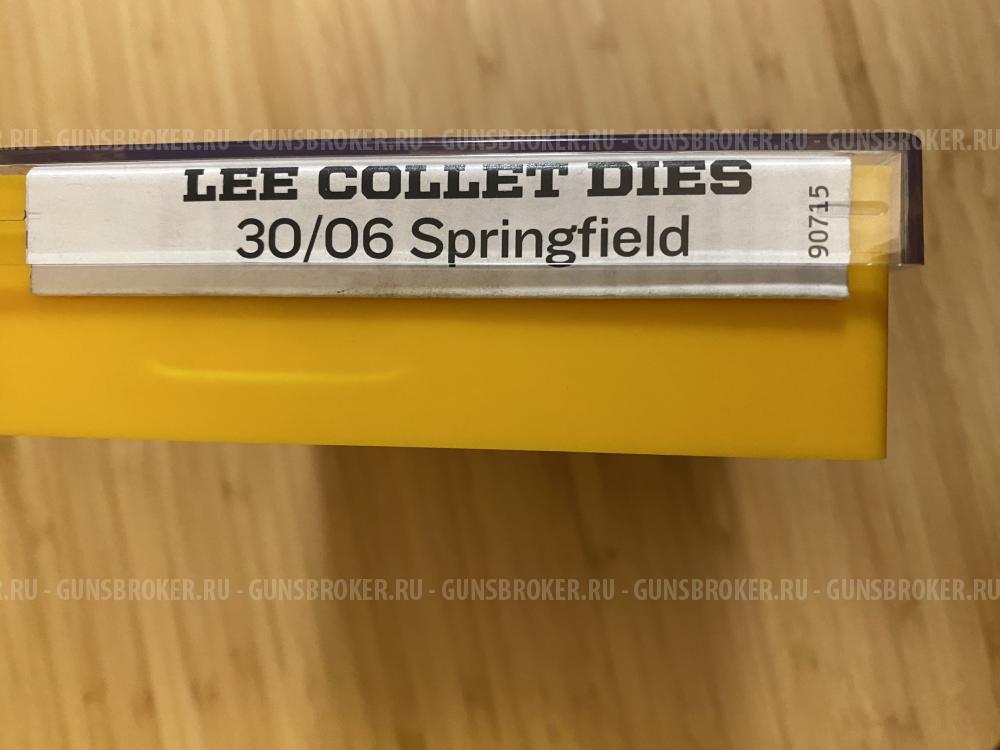 .RU - GUNSBROKER.RU - GUNSBROKER.RU - GUNSBROKER.RU - GUNSBROKER.RU - GUNSBROKER.RU
LEE COLLET DIES
30/06 Springfield
90715
.RU - GUNSBROKER.RU - GUNSBROKER.RU - GUNSBROKER.RU - GUNSBROKER.RU - GUNSBROKER.RU